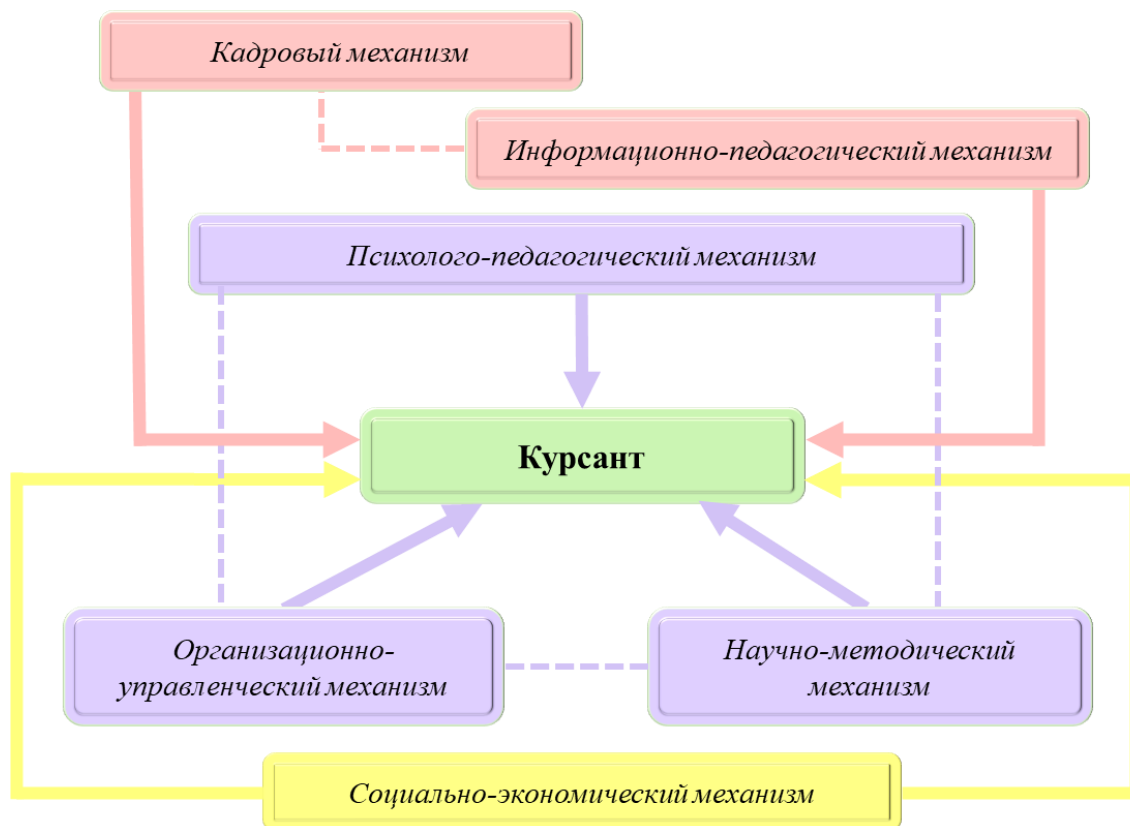 Кадровый механизм
Информационно-педагогический механизм
Психолого-педагогический механизм
Курсант
Организационно-
управленческий механизм
Научно-методический
механизм
Социально-экономический механизм